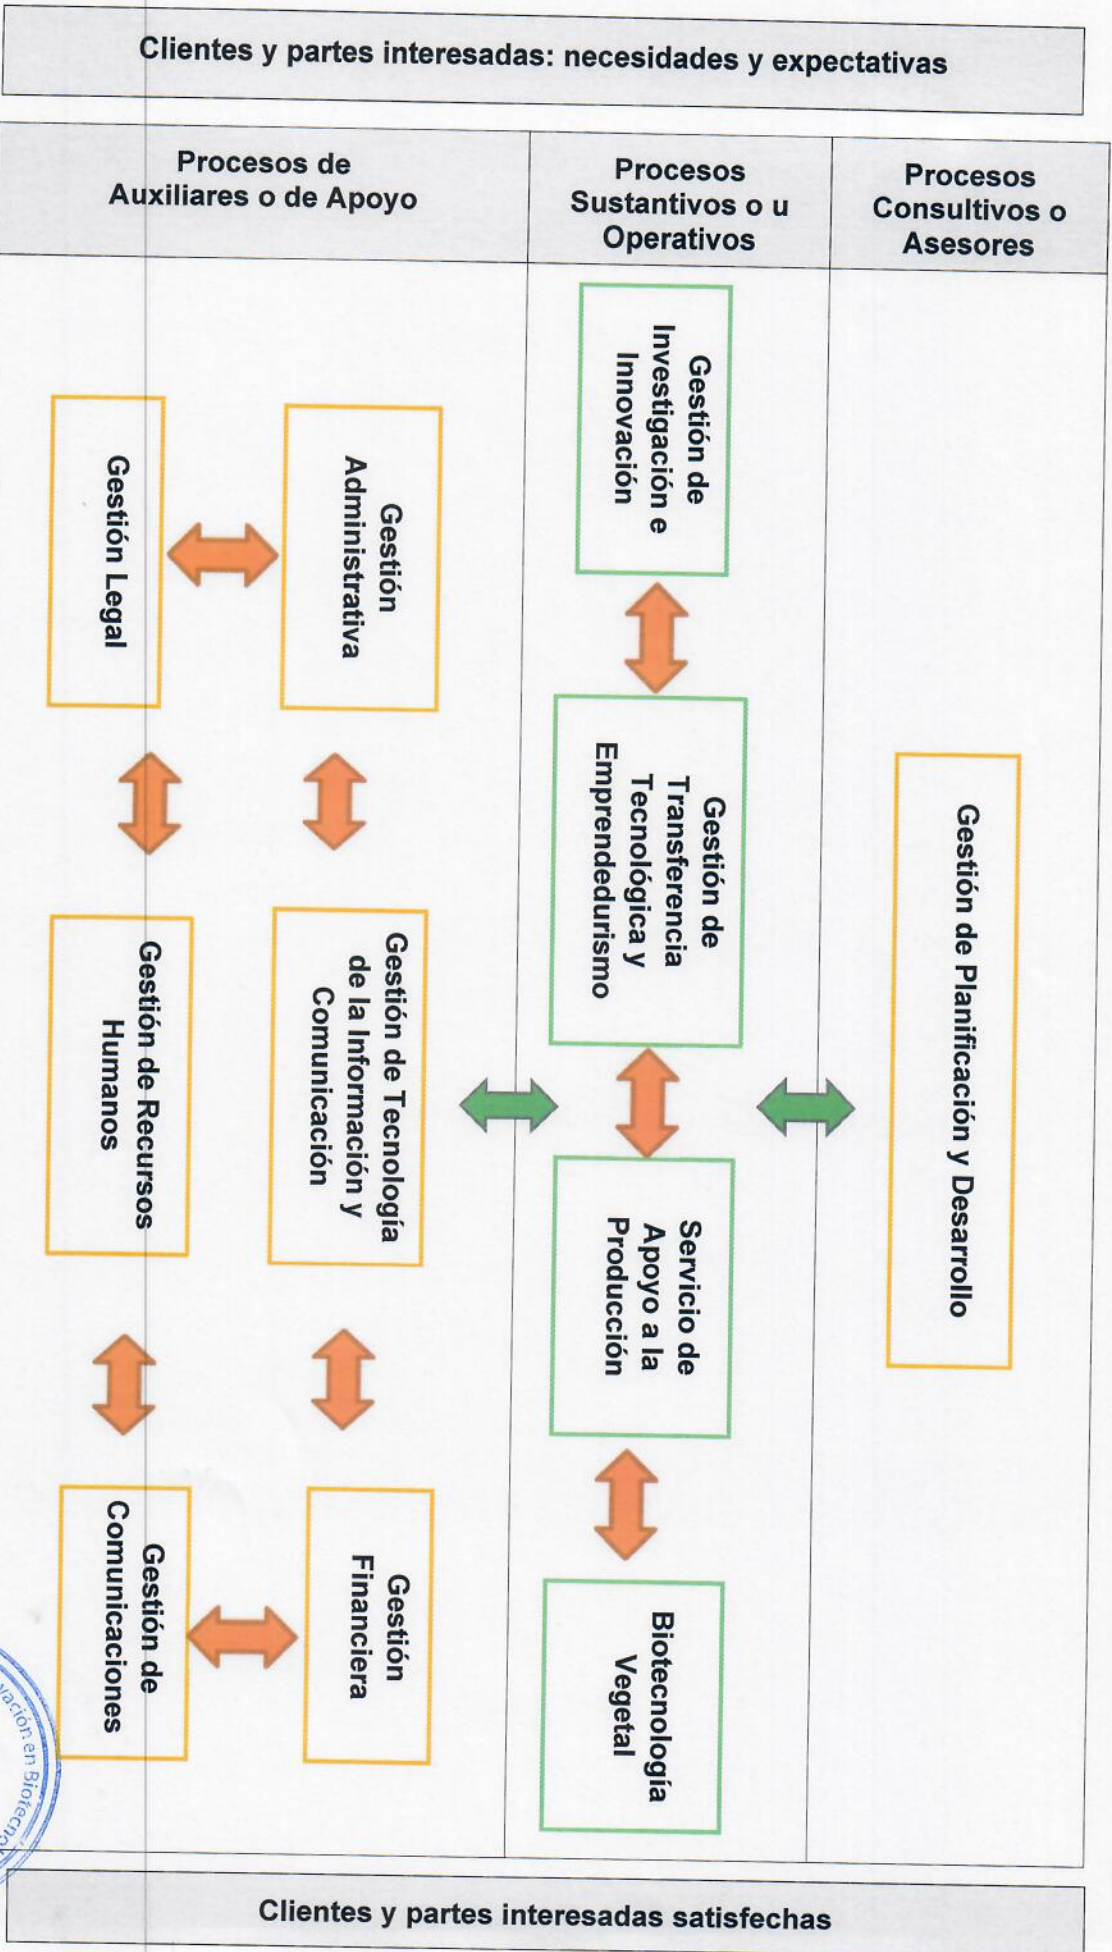 Clientes y partes interesadas: necesidades y expectativas
Procesos
Consultivos o
Asesores
Gestión de Planificación y Desarrollo
Procesos
Sustantivos o u
Operativos
Gestión de
Investigación e
Innovación
Gestión de
Transferencia
Tecnológica y
Emprendedurismo
Servicio de
Apoyo a la
Producción
Biotecnología
Vegetal
Procesos de
Auxiliares o de Apoyo
Gestión
Administrativa
Gestión de Tecnología
de la Información y
Comunicación
Gestión
Financiera
Gestión Legal
Gestión de Recursos
Humanos
Gestión de
Comunicaciones
Clientes y partes interesadas satisfechas
en